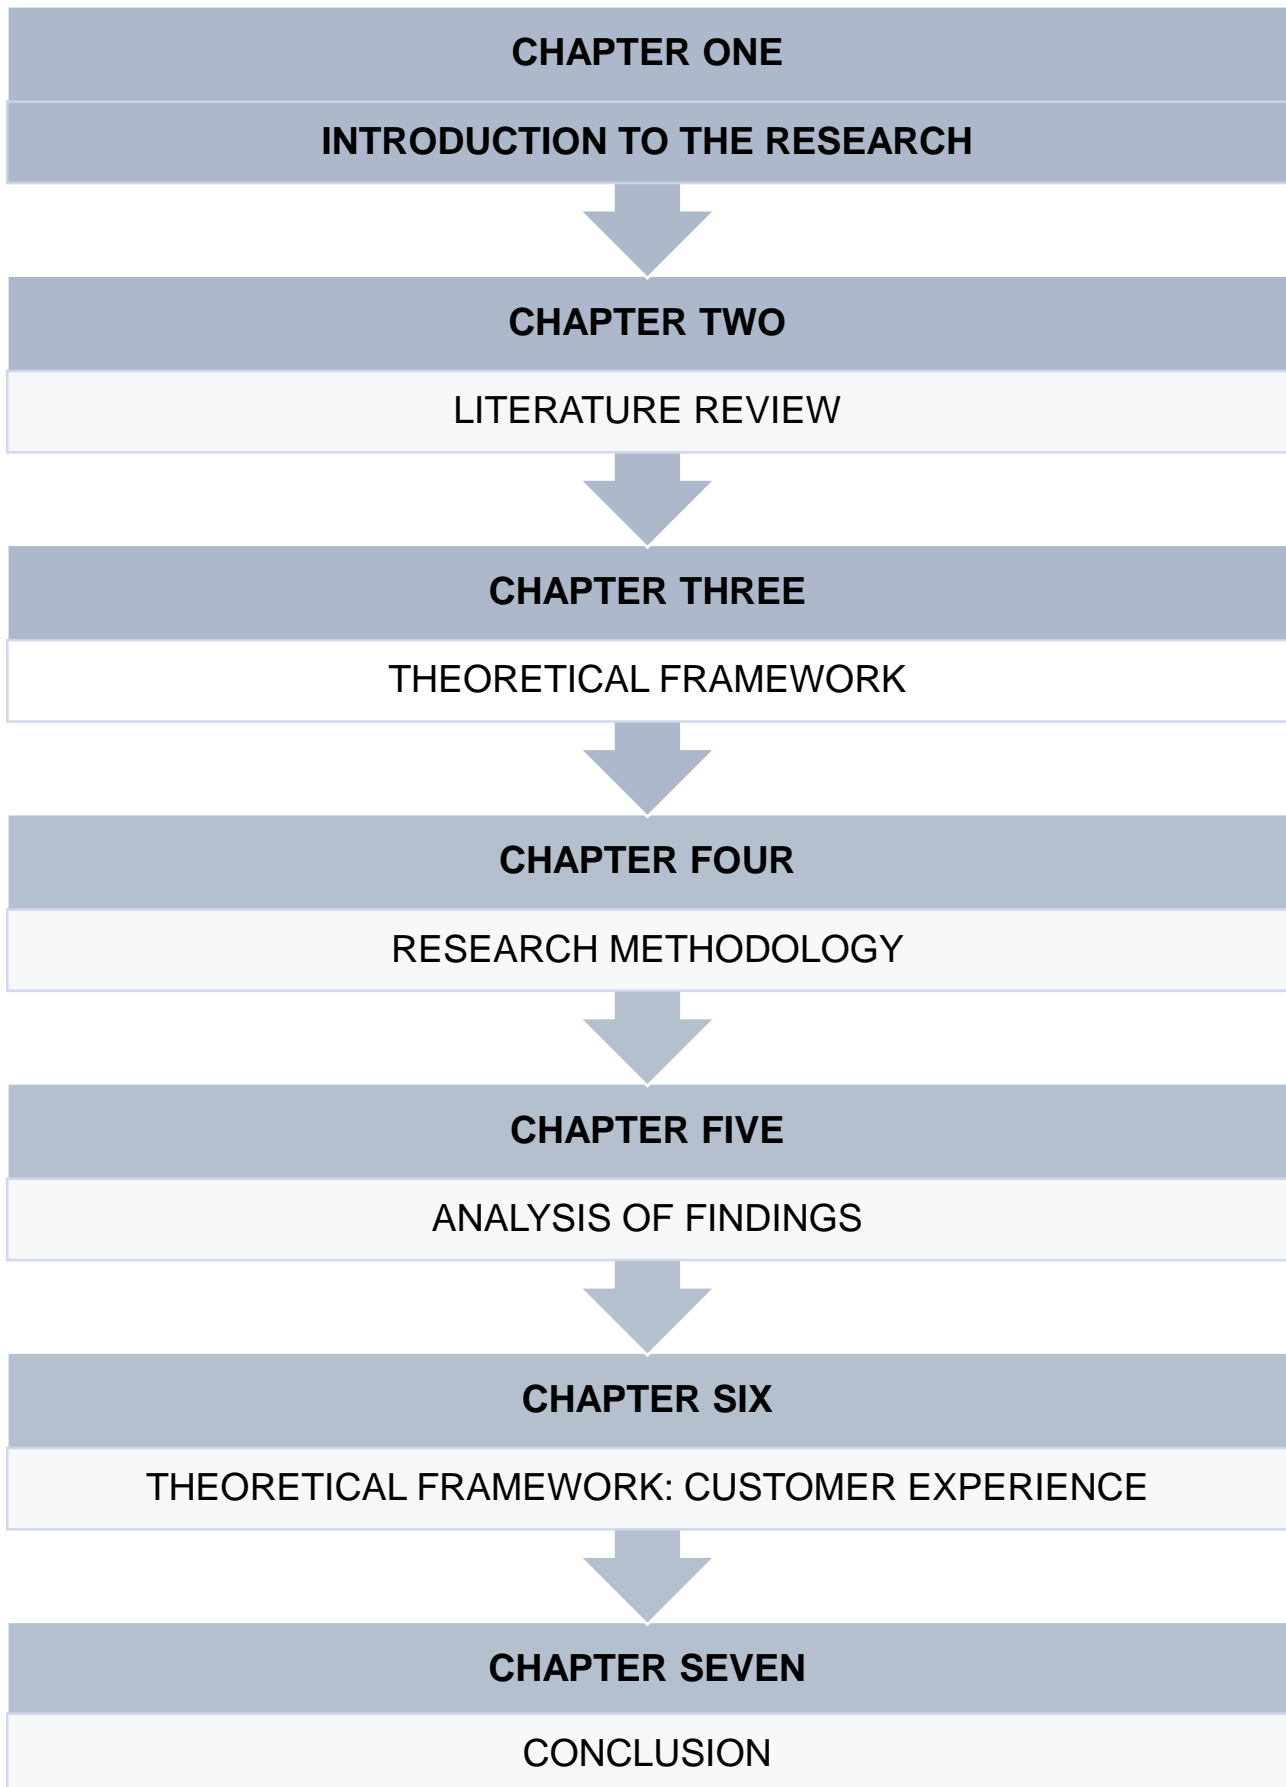 CHAPTER ONE
INTRODUCTION TO THE RESEARCH
CHAPTER TWO
LITERATURE REVIEW
CHAPTER THREE
THEORETICAL FRAMEWORK
CHAPTER FOUR
RESEARCH METHODOLOGY
CHAPTER FIVE
ANALYSIS OF FINDINGS
CHAPTER SIX
THEORETICAL FRAMEWORK: CUSTOMER EXPERIENCE
CHAPTER SEVEN
CONCLUSION